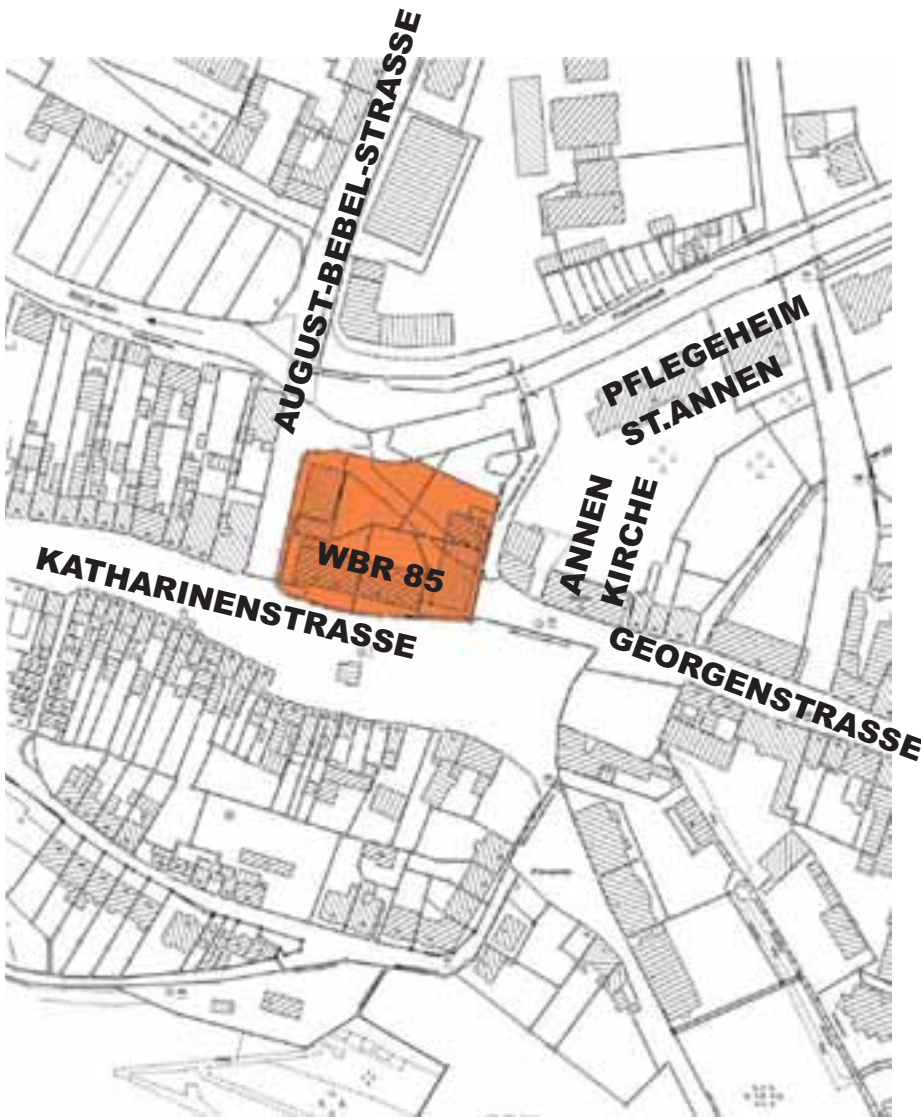 AUGUST-BEBEL-STRASSE
PFLEGEHEIM
ST.ANNEN
ANNEN
KIRCHE
WBR 85
KATHARINENSTRASSE
GEORGENSTRASSE